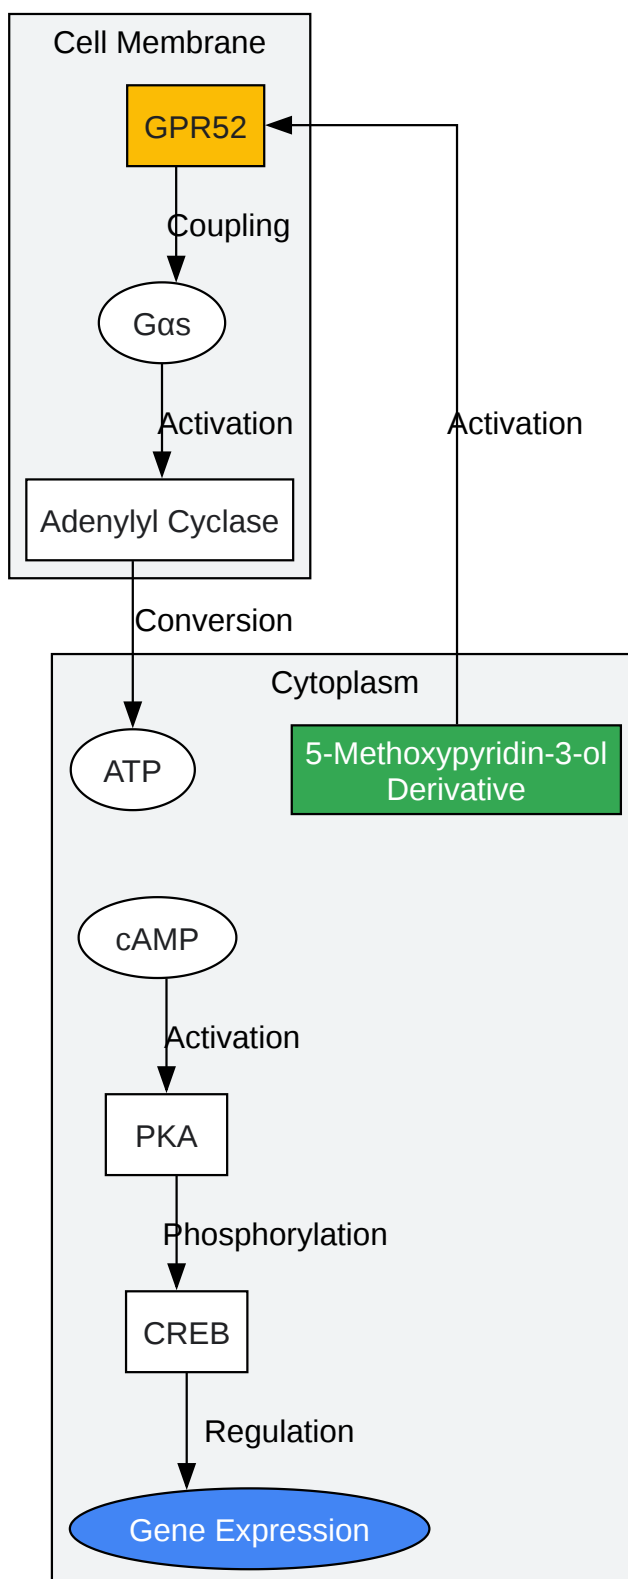 Cell Membrane
GPR52
Coupling
Gαs
Activation
Activation
Adenylyl Cyclase
Conversion
Cytoplasm
ATP
5-Methoxypyridin-3-ol
Derivative
cAMP
Activation
PKA
Phosphorylation
CREB
Regulation
Gene Expression